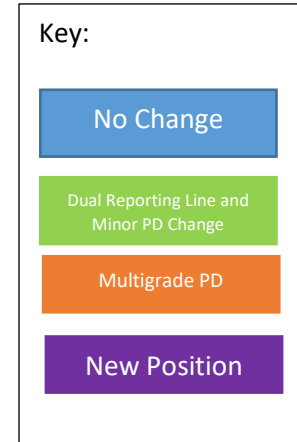 Key:
No Change
Dual Reporting Line and
Minor PD Change
Multigrade PD
New Position